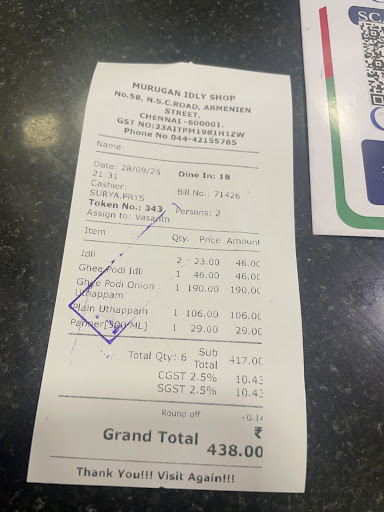 MURUGAN IDLY SHOP
No.58, N.S.C.ROAD, ARMENIEN
STREET,
CHENNAI -600001.
GST NO:33AITPM1981H1ZW
Phone No 044-42155785
Name:
Date: 28/09/25 Dine In: 18
21:31
Cashier. Bill No.: 71426
SURYA.PRYS
Token No.: 343 Persons: 2
Assign to: Vasanth
Item Qty. Price Amount
Idli 2 23.00 46.00
Ghee Podi Idli 1 46.00 46.00
Ghee Podi Onion 1 190.00 190.00
Uthappam
Plain Uthappam 1 106.00 106.00
Panner[300ML] 1 29.00 29.00
Total Qty: 6 Sub 417.00
Total
CGST 2.5% 10.43
SGST 2.5% 10.43
Round off +0.14
Grand Total ₹
438.00
Thank You!!! Visit Again!!!
SCA